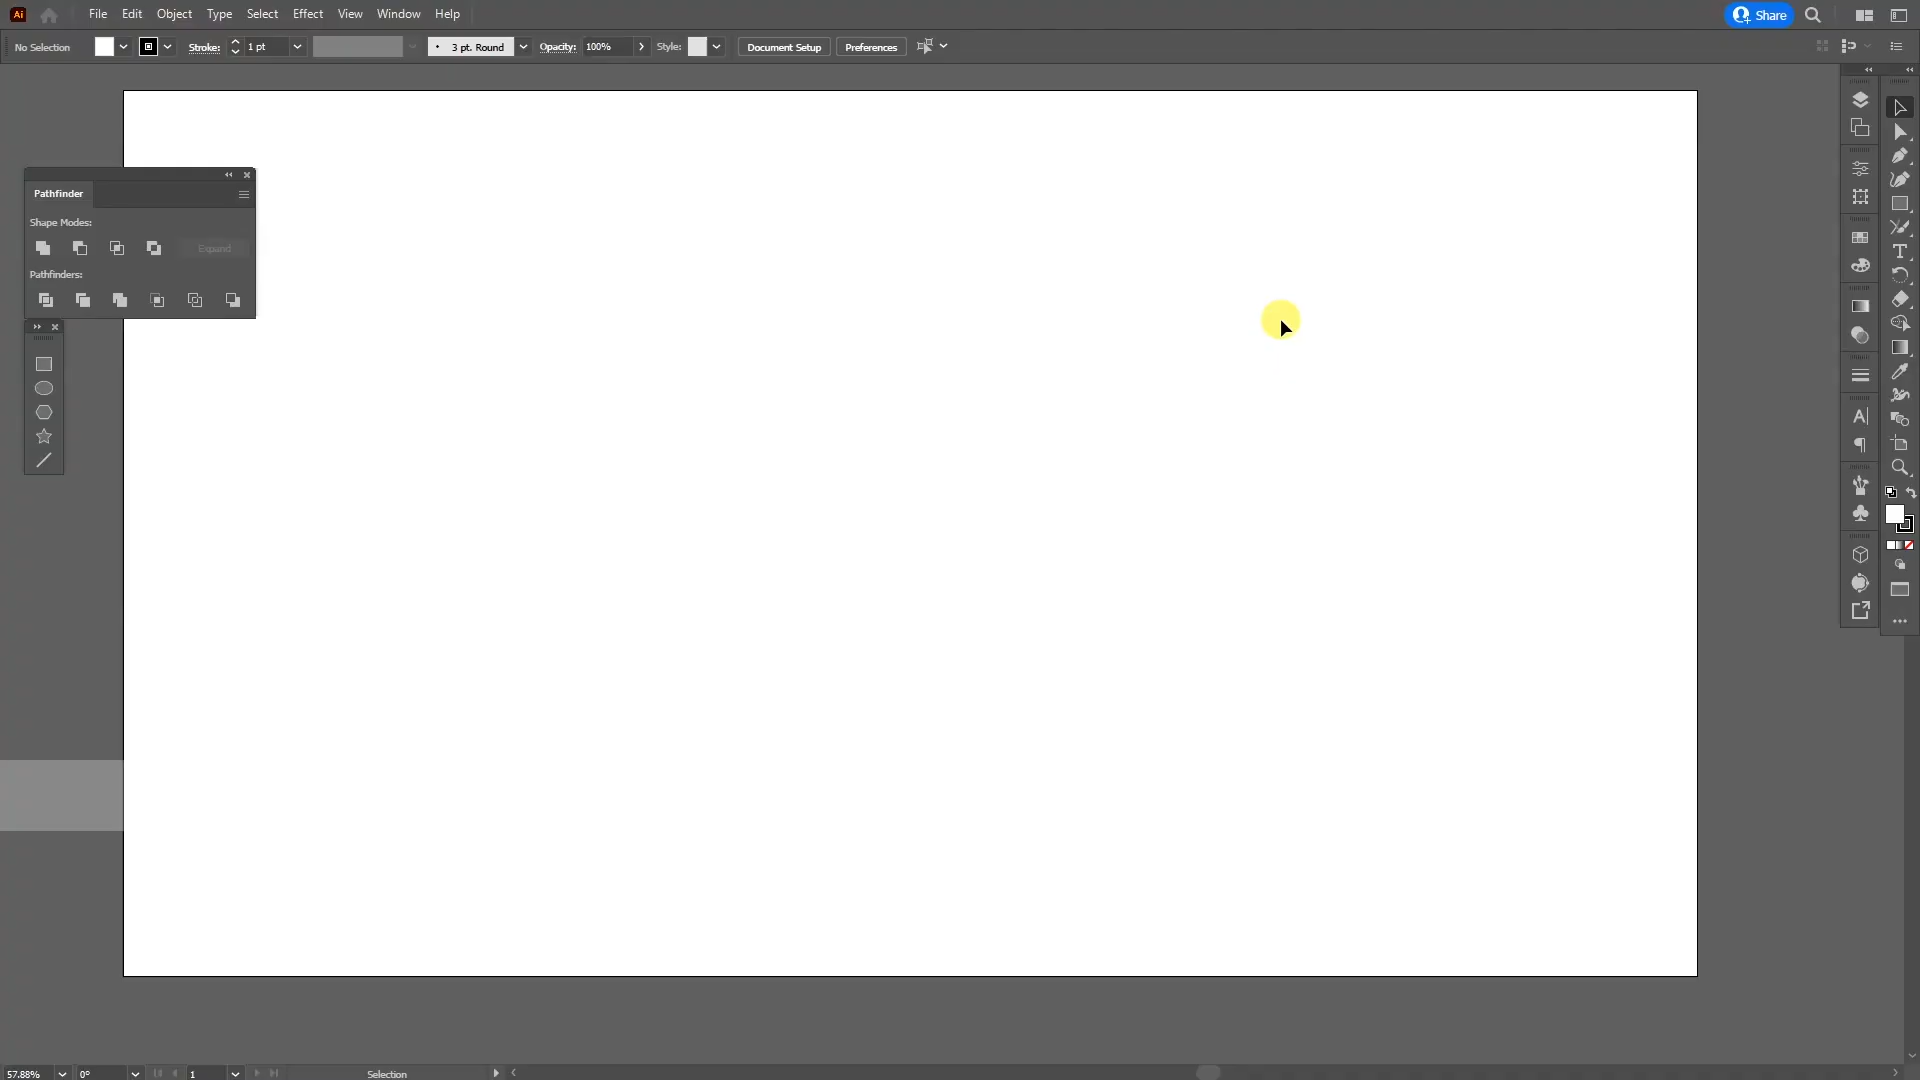 Ai File Edit Object Type Select Effect View Window Help Share
No Selection Stroke: 1 pt 3 pt. Round Opacity: 100% Style: Document Setup Preferences
Pathfinder
Shape Modes:
Expand
Pathfinders:
57.88% 0° 1 Selection